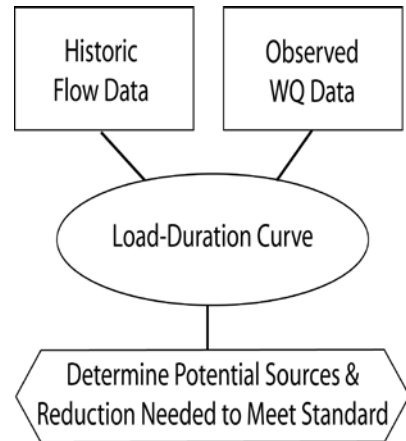 Historic
Flow Data
Observed
WQ Data
Load-Duration Curve
Determine Potential Sources &
Reduction Needed to Meet Standard